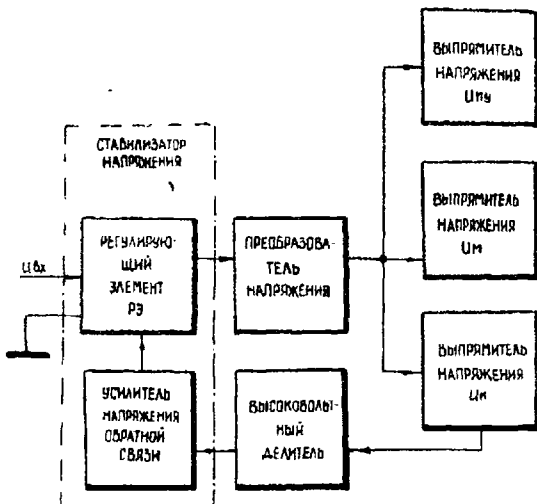 ВЫПРЯМИТЕЛЬ
НАПРЯЖЕНИЯ
Uпу
СТАБИЛИЗАТОР
НАПРЯЖЕНИЯ
ВЫПРЯМИТЕЛЬ
НАПРЯЖЕНИЯ
Uм
Uвх
РЕГУЛИРУЮ-
ЩИЙ
ЭЛЕМЕНТ
РЭ
ПРЕОБРАЗОВА-
ТЕЛЬ
НАПРЯЖЕНИЯ
ВЫПРЯМИТЕЛЬ
НАПРЯЖЕНИЯ
Uн
УСИЛИТЕЛЬ
НАПРЯЖЕНИЯ
ОБРАТНОЙ
СВЯЗИ
ВЫСОКОВОЛЬТ-
НЫЙ
ДЕЛИТЕЛЬ